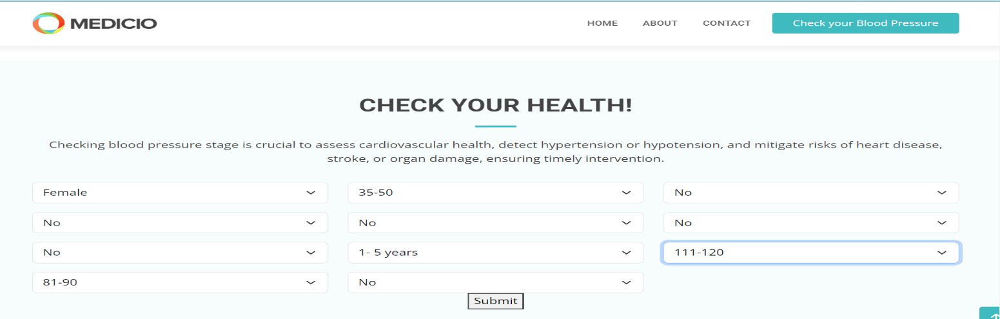 MEDICIO
HOME ABOUT CONTACT Check your Blood Pressure
CHECK YOUR HEALTH!
Checking blood pressure stage is crucial to assess cardiovascular health, detect hypertension or hypotension, and mitigate risks of heart disease,
stroke, or organ damage, ensuring timely intervention.
Female 35-50 No
No No No
No 1- 5 years 111-120
81-90 No
Submit